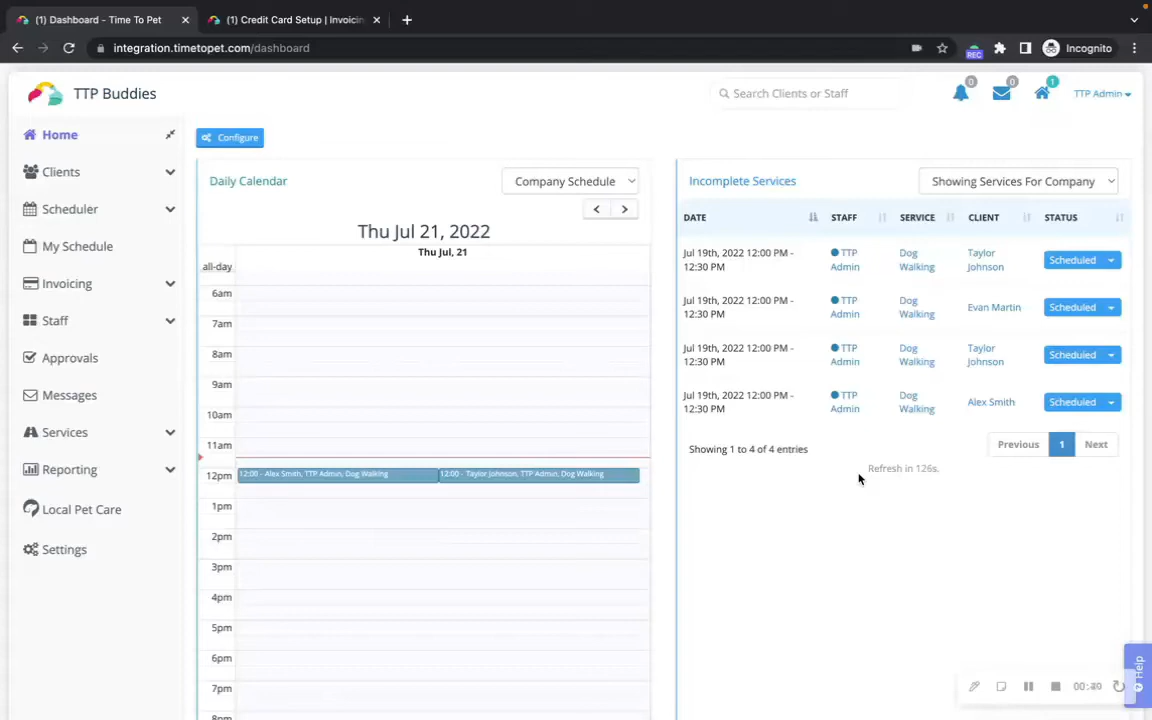 (1) Dashboard - Time To Pet
(1) Credit Card Setup | Invoicin
integration.timetopet.com/dashboard
REC
Incognito
TTP Buddies
Search Clients or Staff
0
0
1
TTP Admin
Home
Clients
Scheduler
My Schedule
Invoicing
Staff
Approvals
Messages
Services
Reporting
Local Pet Care
Settings
Configure
Daily Calendar
Company Schedule
Thu Jul 21, 2022
Thu Jul, 21
all-day
6am
7am
8am
9am
10am
11am
12pm
12:00 - Alex Smith, TTP Admin, Dog Walking
12:00 - Taylor Johnson, TTP Admin, Dog Walking
1pm
2pm
3pm
4pm
5pm
6pm
7pm
8pm
Incomplete Services
Showing Services For Company
DATE STAFF SERVICE CLIENT STATUS
Jul 19th, 2022 12:00 PM - TTP Dog Taylor
12:30 PM Admin Walking Johnson
Scheduled
Jul 19th, 2022 12:00 PM - TTP Dog
12:30 PM Admin Walking
Evan Martin Scheduled
Jul 19th, 2022 12:00 PM - TTP Dog Taylor
12:30 PM Admin Walking Johnson
Scheduled
Jul 19th, 2022 12:00 PM - TTP Dog
12:30 PM Admin Walking
Alex Smith Scheduled
Showing 1 to 4 of 4 entries
Previous 1 Next
Refresh in 126s.
Help